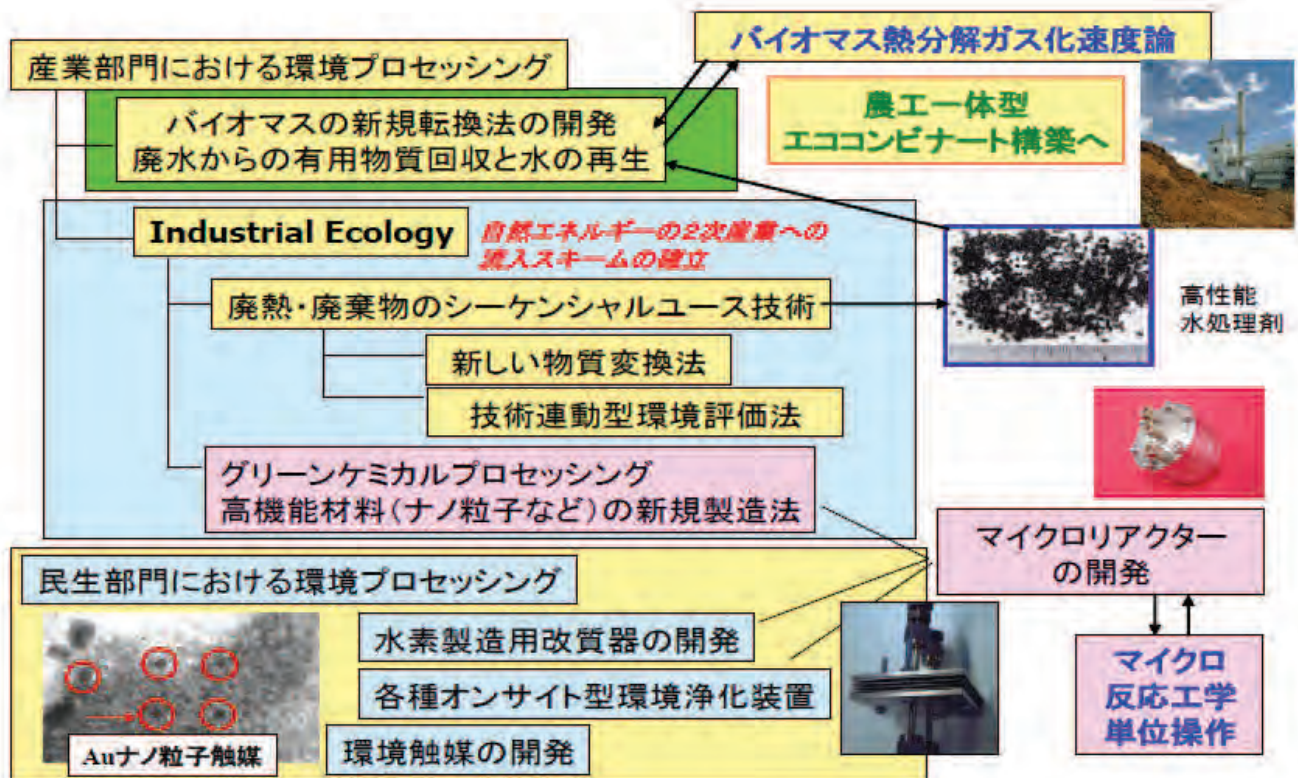 バイオマス熱分解ガス化速度論
産業部門における環境プロセッシング
農工一体型
エココンビナート構築へ
バイオマスの新規転換法の開発
廃水からの有用物質回収と水の再生
Industrial Ecology
自然エネルギーの2次産業への
流入スキームの確立
廃熱・廃棄物のシーケンシャルユース技術
高性能
水処理剤
新しい物質変換法
技術連動型環境評価法
グリーンケミカルプロセッシング
高機能材料(ナノ粒子など)の新規製造法
マイクロリアクター
の開発
民生部門における環境プロセッシング
水素製造用改質器の開発
各種オンサイト型環境浄化装置
環境触媒の開発
Auナノ粒子触媒
マイクロ
反応工学
単位操作